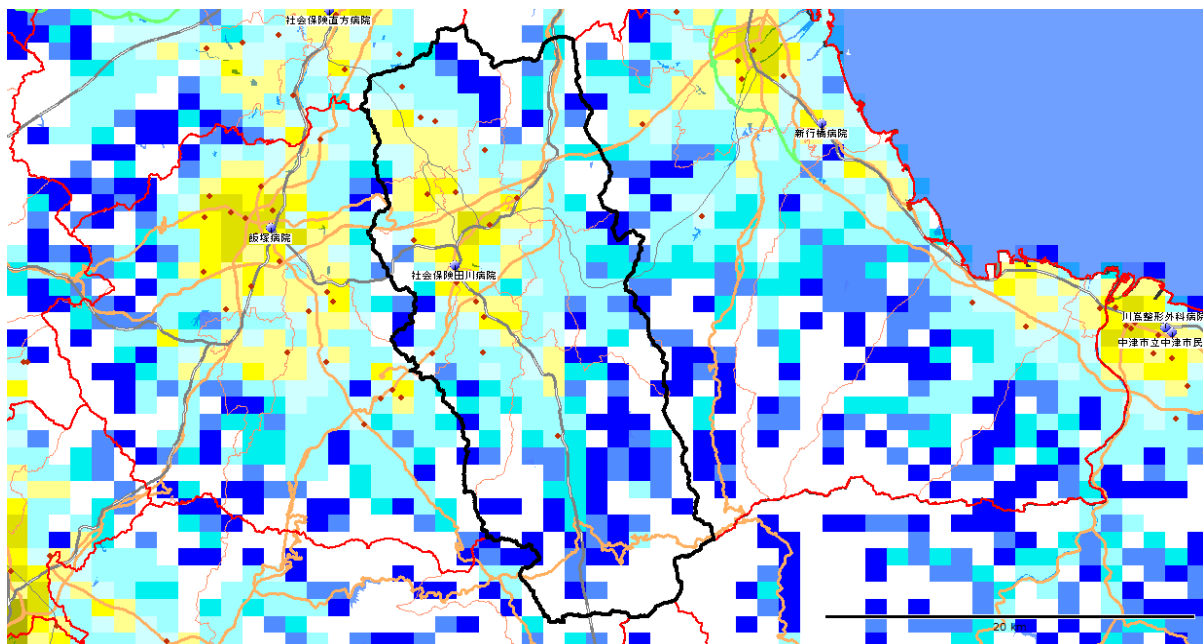 社会保険直方病院
新行橋病院
飯塚病院
社会保険田川病院
川嶌整形外科病院
中津市立中津市民
20 km